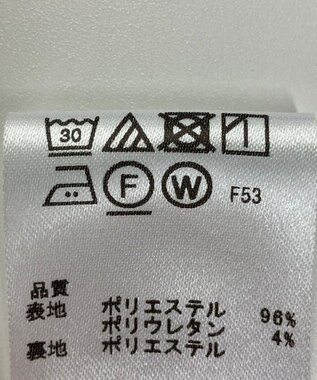 30
F W F53
品質
表地 ポリエステル 96%
ポリウレタン 4%
裏地 ポリエステル